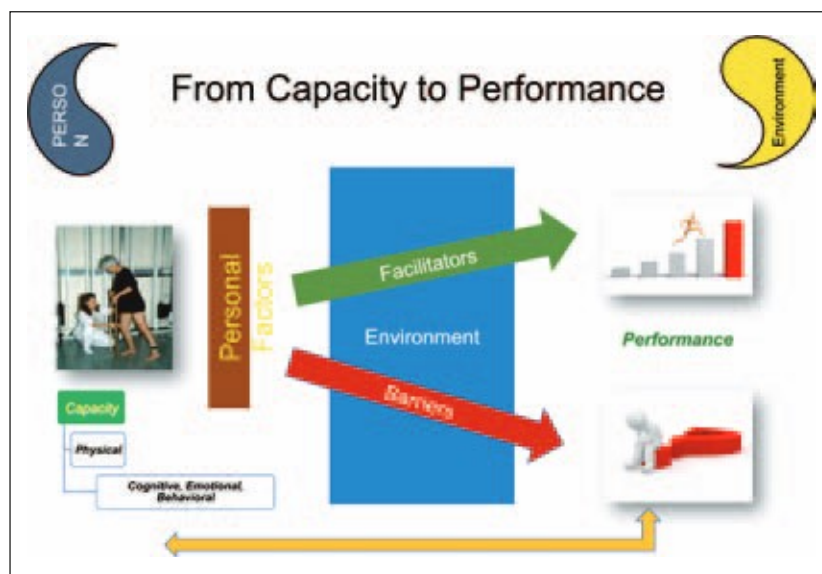 From Capacity to Performance
PERSO
N
Environment
Personal
Factors
Facilitators
Environment
Barriers
Performance
Capacity
Physical
Cognitive, Emotional,
Behavioral